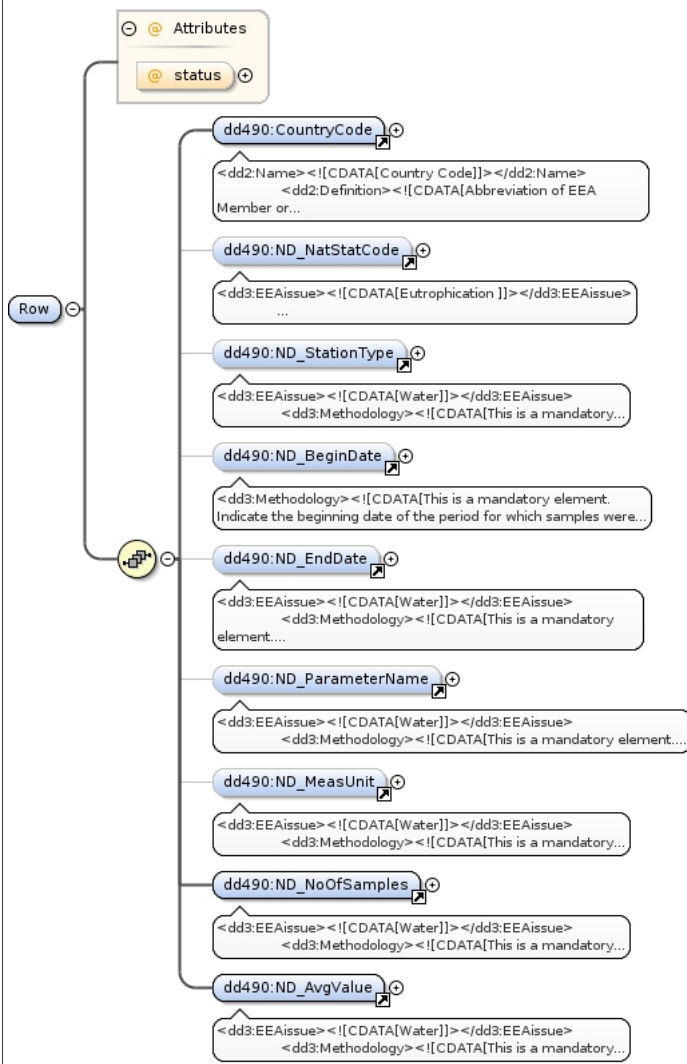 @ Attributes
@ status
dd490:CountryCode
<dd2:Name><![CDATA[Country Code]]></dd2:Name>
<dd2:Definition><![CDATA[Abbreviation of EEA
Member or...
dd490:ND_NatStatCode
<dd3:EEAissue><![CDATA[Eutrophication ]]></dd3:EEAissue>
...
Row
dd490:ND_StationType
<dd3:EEAissue><![CDATA[Water]]></dd3:EEAissue>
<dd3:Methodology><![CDATA[This is a mandatory...
dd490:ND_BeginDate
<dd3:Methodology><![CDATA[This is a mandatory element.
Indicate the beginning date of the period for which samples were...
dd490:ND_EndDate
<dd3:EEAissue><![CDATA[Water]]></dd3:EEAissue>
<dd3:Methodology><![CDATA[This is a mandatory
element....
dd490:ND_ParameterName
<dd3:EEAissue><![CDATA[Water]]></dd3:EEAissue>
<dd3:Methodology><![CDATA[This is a mandatory element....
dd490:ND_MeasUnit
<dd3:EEAissue><![CDATA[Water]]></dd3:EEAissue>
<dd3:Methodology><![CDATA[This is a mandatory...
dd490:ND_NoOfSamples
<dd3:EEAissue><![CDATA[Water]]></dd3:EEAissue>
<dd3:Methodology><![CDATA[This is a mandatory...
dd490:ND_AvgValue
<dd3:EEAissue><![CDATA[Water]]></dd3:EEAissue>
<dd3:Methodology><![CDATA[This is a mandatory...